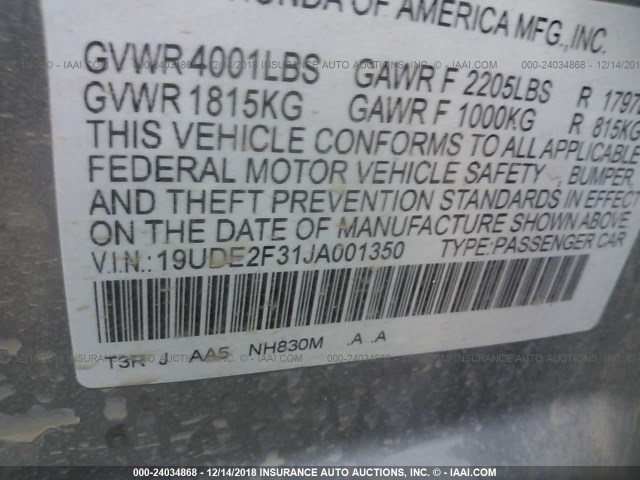 HONDA OF AMERICA MFG.,INC.
GVWR 4001LBS GAWR F 2205LBS R 1797
GVWR 1815KG GAWR F 1000KG R 815KG
THIS VEHICLE CONFORMS TO ALL APPLICABLE
FEDERAL MOTOR VEHICLE SAFETY , BUMPER,
AND THEFT PREVENTION STANDARDS IN EFFECT
ON THE DATE OF MANUFACTURE SHOWN ABOVE
V.I.N.: 19UDE2F31JA001350 TYPE:PASSENGER CAR
T3R J AA5 NH830M .A ..A
000-24034868 - 12/14/2018 INSURANCE AUTO AUCTIONS, INC. - © IAAI.COM